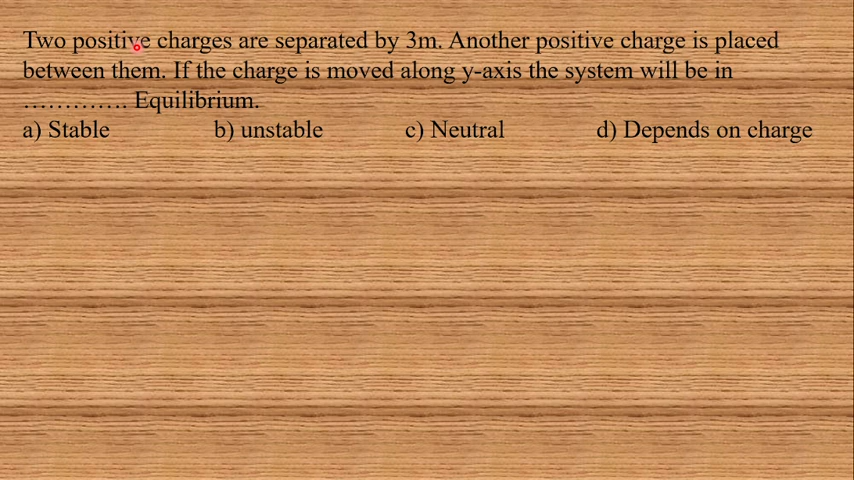 Two positive charges are separated by 3m. Another positive charge is placed
between them. If the charge is moved along y-axis the system will be in
…………. Equilibrium.
a) Stable b) unstable c) Neutral d) Depends on charge